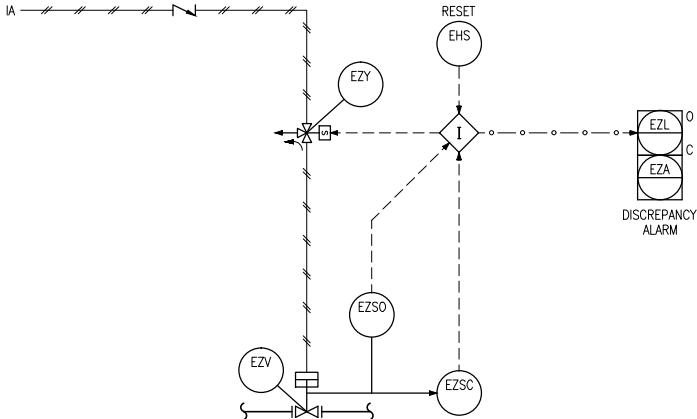 IA
RESET
EHS
EZY
S
I
EZL
O
C
EZA
DISCREPANCY
ALARM
EZSO
EZV
EZSC